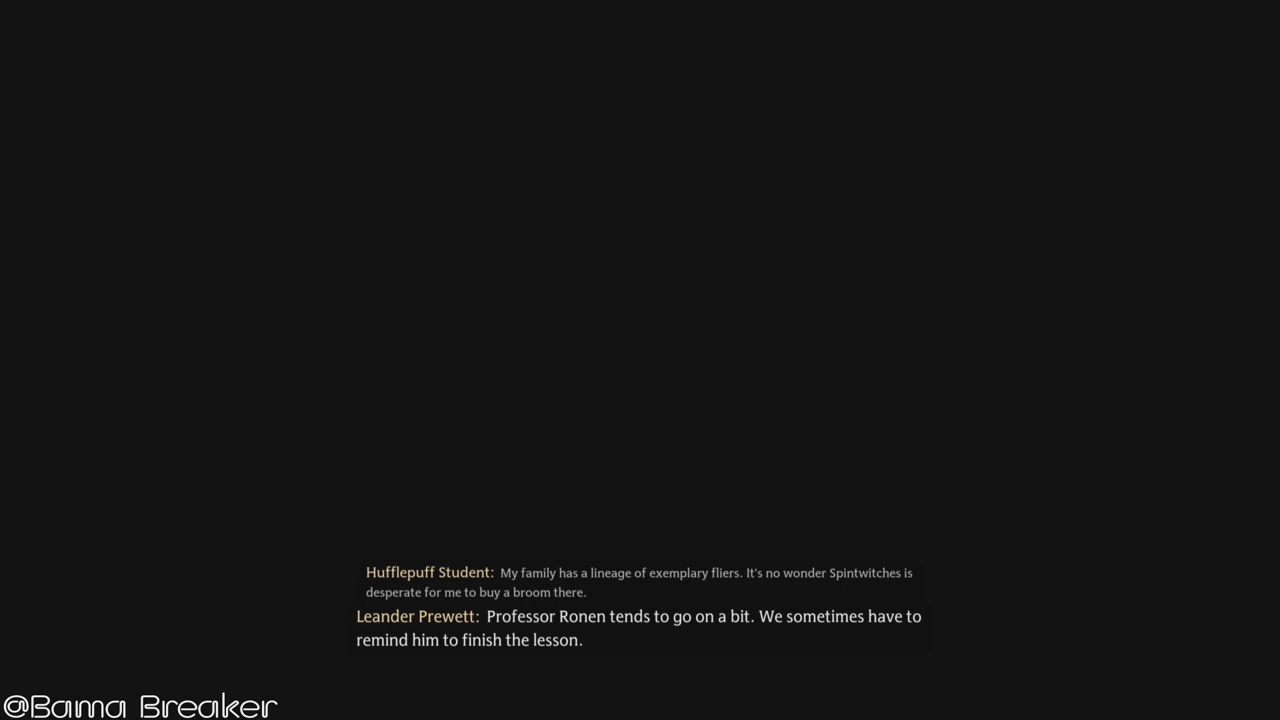 Hufflepuff Student: My family has a lineage of exemplary fliers. It's no wonder Spintwitches is
desperate for me to buy a broom there.
Leander Prewett: Professor Ronen tends to go on a bit. We sometimes have to
remind him to finish the lesson.
@Bama Breaker